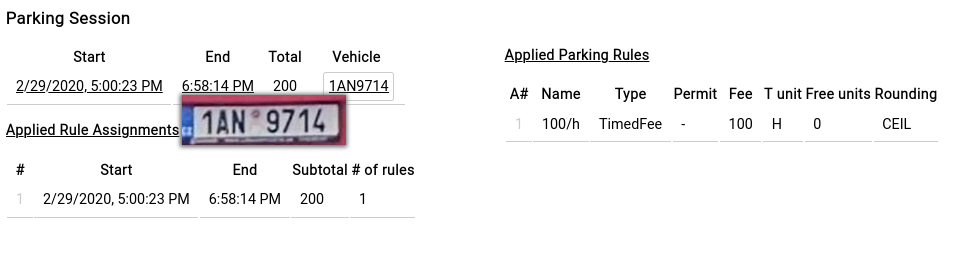 Parking Session
Start End Total Vehicle
2/29/2020, 5:00:23 PM 6:58:14 PM 200 1AN9714
CZ 1AN 9714
Applied Rule Assignments
# Start End Subtotal # of rules
1 2/29/2020, 5:00:23 PM 6:58:14 PM 200 1
Applied Parking Rules
A# Name Type Permit Fee T unit Free units Rounding
1 100/h TimedFee - 100 H 0 CEIL